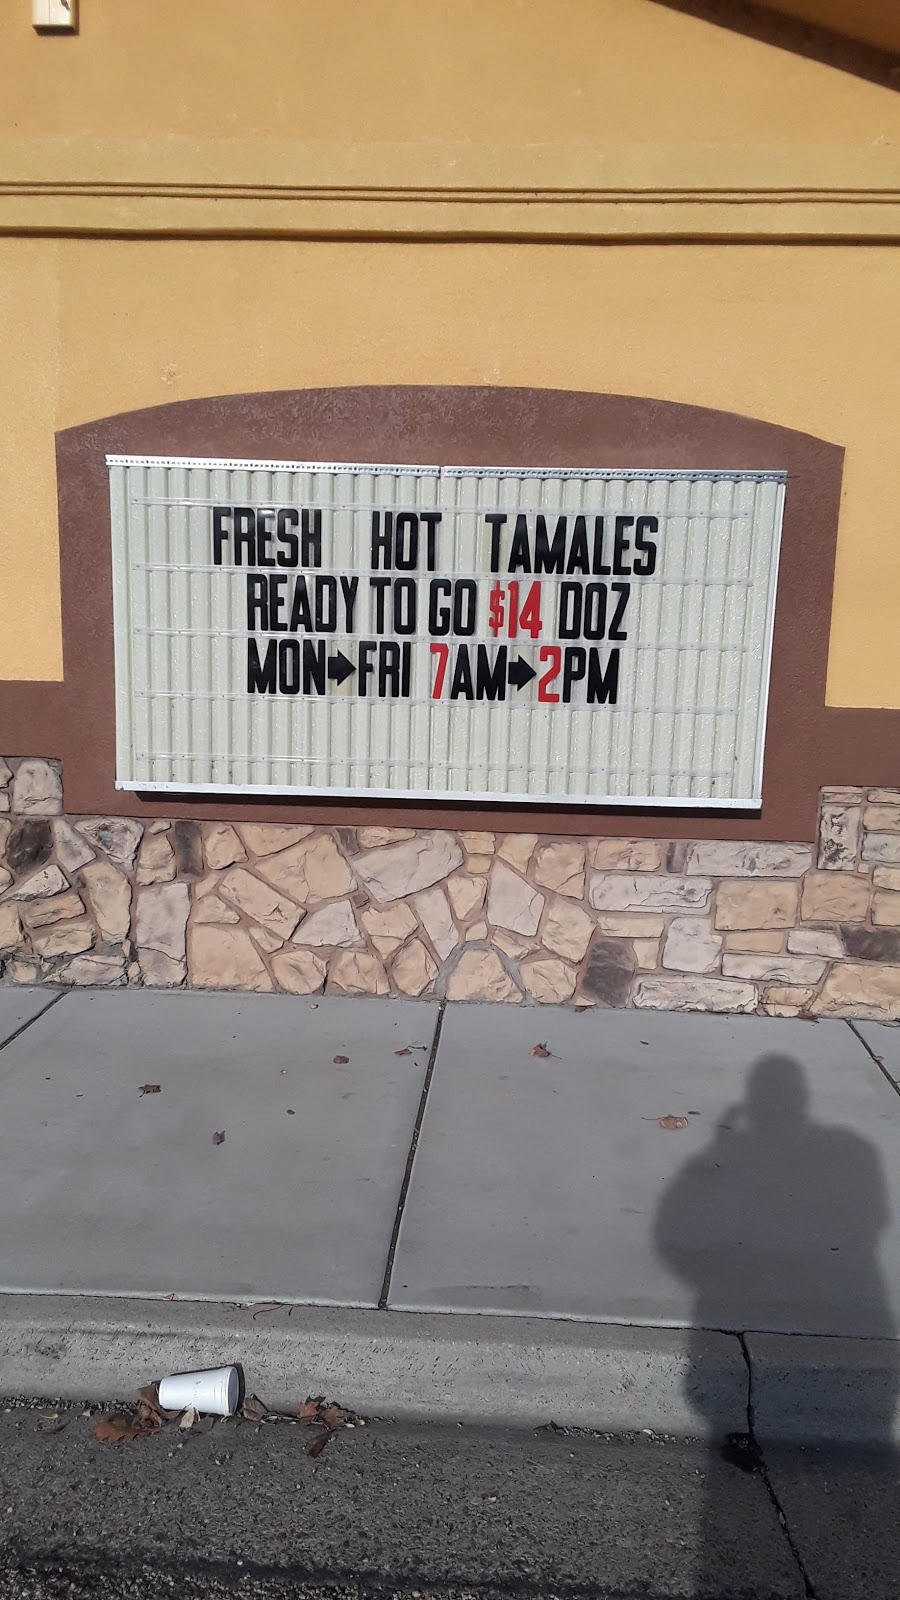 FRESH HOT TAMALES
READY TO GO $14 DOZ
MON➡FRI 7AM➡2PM